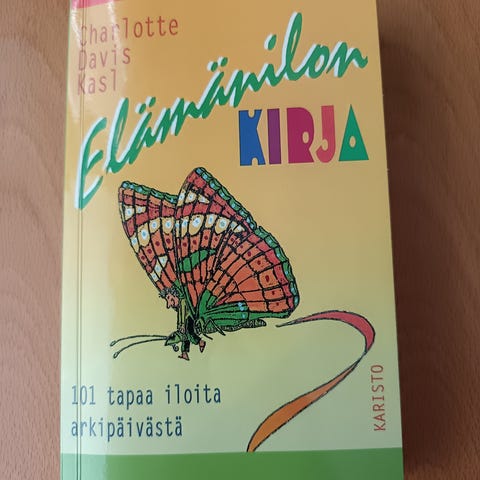 Charlotte
Davis
Kasl
Elämänilon
KIRJA
101 tapaa iloita
arkipäivästä
KARISTO